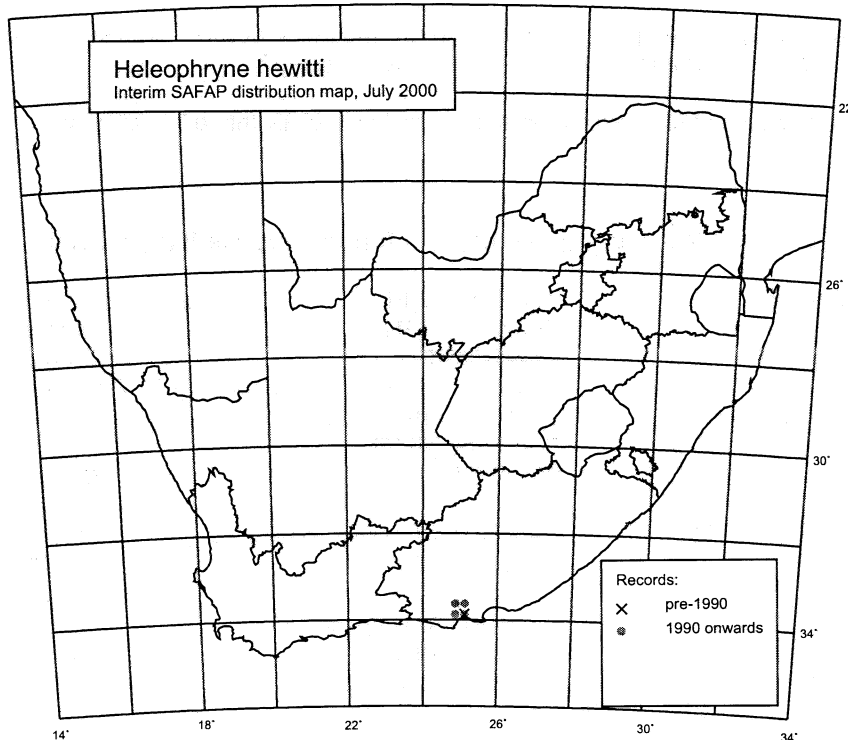 Heleophryne hewitti
Interim SAFAP distribution map, July 2000
22°
26°
30°
34°
Records:
pre-1990
1990 onwards
14°
18°
22°
26°
30°
34°